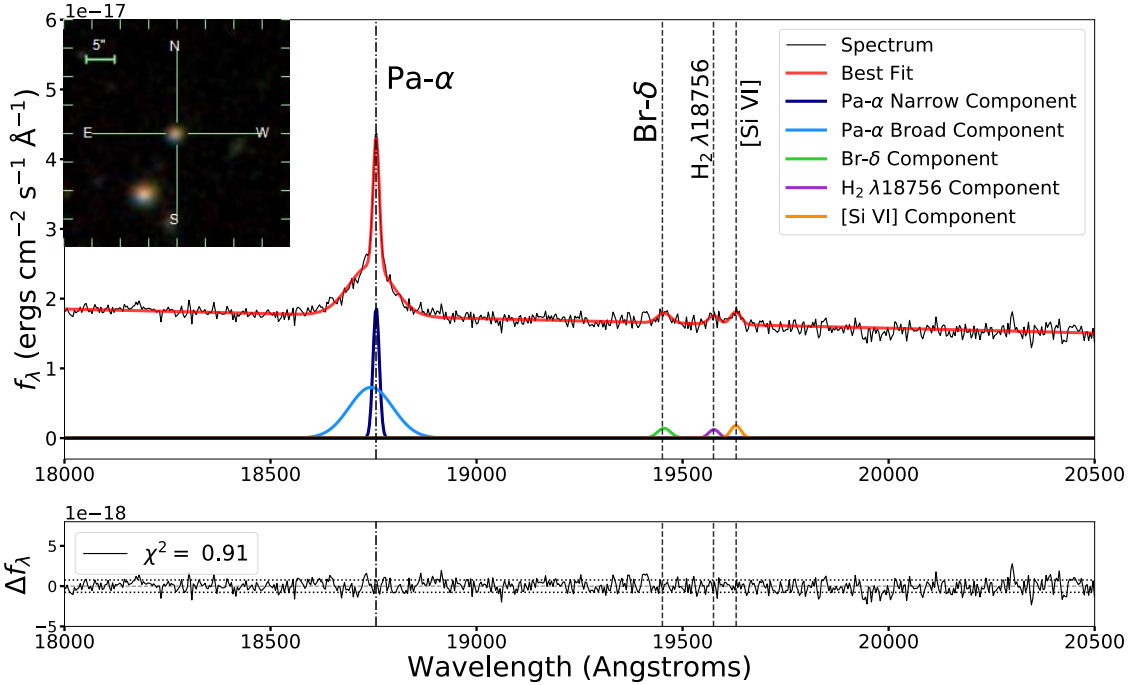 1e−17
6
5
4
3
2
1
0
f_λ (ergs cm⁻² s⁻¹ Å⁻¹)
5"
N
E
W
S
Pa-α
Br-δ
H₂ λ18756
[Si VI]
Spectrum
Best Fit
Pa-α Narrow Component
Pa-α Broad Component
Br-δ Component
H₂ λ18756 Component
[Si VI] Component
18000 18500 19000 19500 20000 20500
1e−18
5
0
−5
Δf_λ
χ² = 0.91
18000 18500 19000 19500 20000 20500
Wavelength (Angstroms)